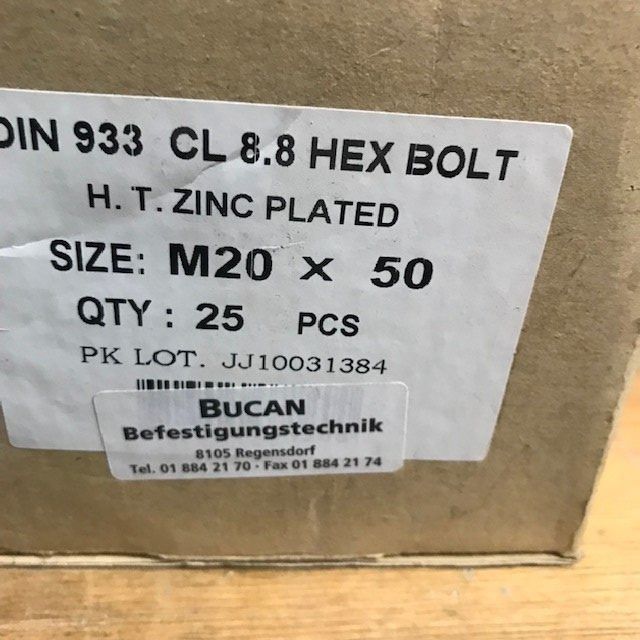 DIN 933 CL 8.8 HEX BOLT
H. T. ZINC PLATED
SIZE: M20 x 50
QTY : 25 PCS
PK LOT. JJ10031384
BUCAN
Befestigungstechnik
8105 Regensdorf
Tel. 01 884 21 70 · Fax 01 884 21 74